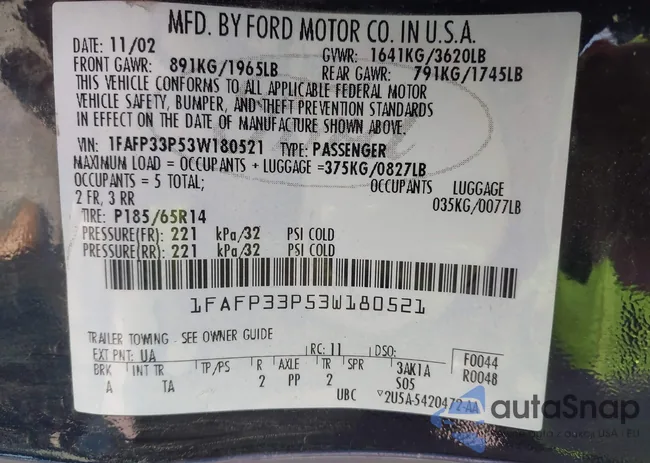 MFD. BY FORD MOTOR CO. IN U.S.A.
DATE: 11/02 GVWR: 1641KG/3620LB
FRONT GAWR: 891KG/1965LB REAR GAWR: 791KG/1745LB
THIS VEHICLE CONFORMS TO ALL APPLICABLE FEDERAL MOTOR
VEHICLE SAFETY, BUMPER, AND THEFT PREVENTION STANDARDS
IN EFFECT ON THE DATE OF MANUFACTURE SHOWN ABOVE.
VIN: 1FAFP33P53W180521 TYPE: PASSENGER
MAXIMUM LOAD = OCCUPANTS + LUGGAGE =375KG/0827LB
OCCUPANTS = 5 TOTAL; OCCUPANTS LUGGAGE
2 FR, 3 RR 035KG/0077LB
TIRE: P185/65R14
PRESSURE(FR): 221 kPa/32 PSI COLD
PRESSURE(RR): 221 kPa/32 PSI COLD
1FAFP33P53W180521
TRAILER TOWING - SEE OWNER GUIDE
EXT PNT: UA RC: 11 DSO: F0044
BRK INT TR TP/PS R AXLE TR SPR 3AK1A R0048
A TA 2 PP 2 S05
UBC 2U5A-5420472-AA
autoSnap